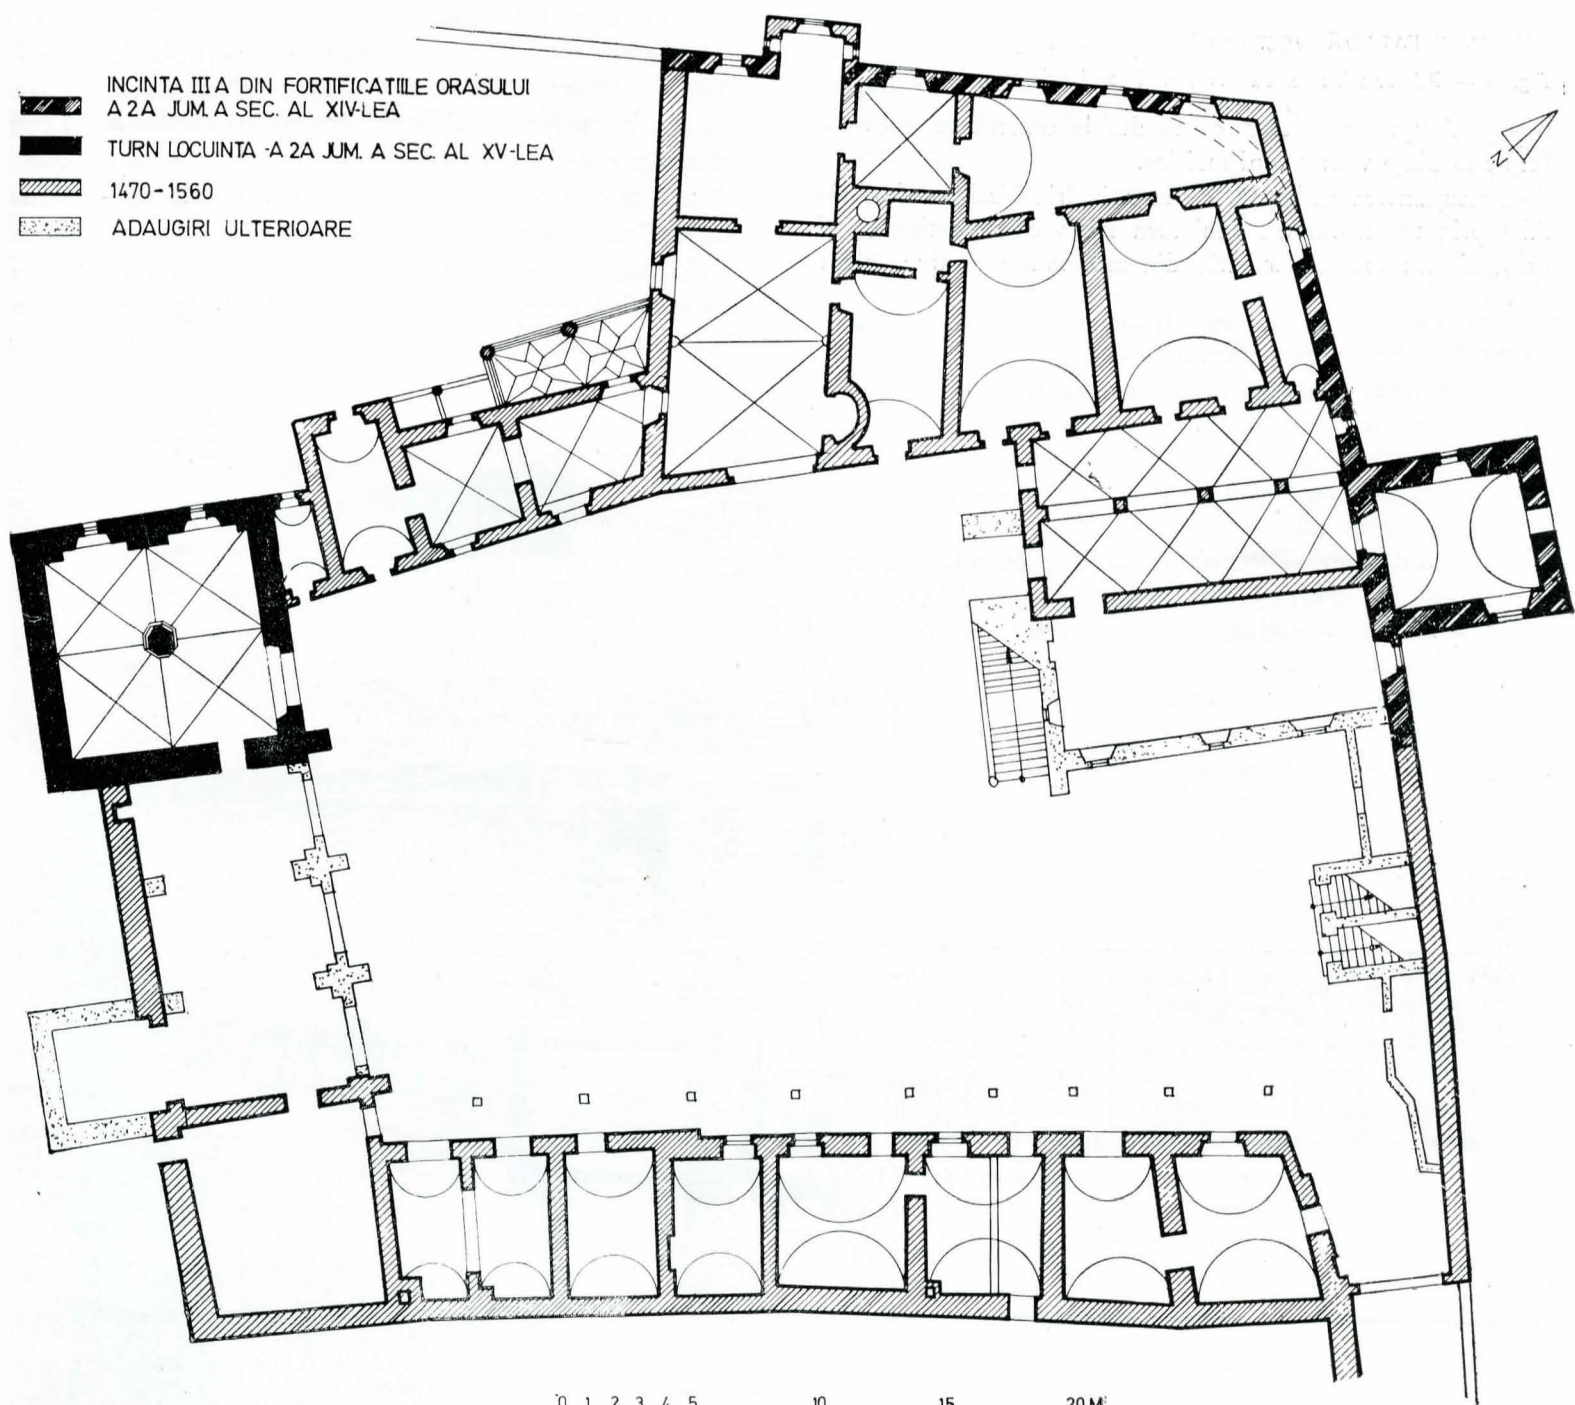 INCINTA III A DIN FORTIFICATIILE ORASULUI
A 2A JUM. A SEC. AL XIV-LEA
TURN LOCUINTA -A 2A JUM. A SEC. AL XV-LEA
1470-1560
ADAUGIRI ULTERIOARE
N
0 1 2 3 4 5 10 15 20 M